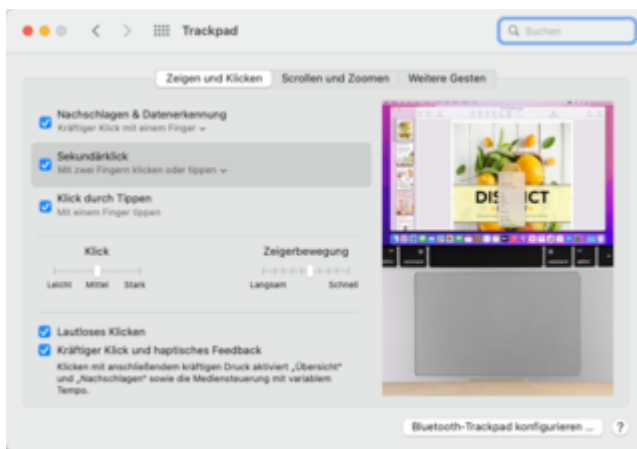 Trackpad
Suchen
Zeigen und Klicken
Scrollen und Zoomen
Weitere Gesten
Nachschlagen & Datenerkennung
Kräftiger Klick mit einem Finger
Sekundärklick
Mit zwei Fingern klicken oder tippen
Klick durch Tippen
Mit einem Finger tippen
Klick
Leicht Mittel Stark
Zeigerbewegung
Langsam Schnell
Lautloses Klicken
Kräftiger Klick und haptisches Feedback
Klicken mit anschließendem kräftigen Druck aktiviert „Übersicht“
und „Nachschlagen“ sowie die Mediensteuerung mit variablem
Tempo.
Bluetooth-Trackpad konfigurieren ...
?